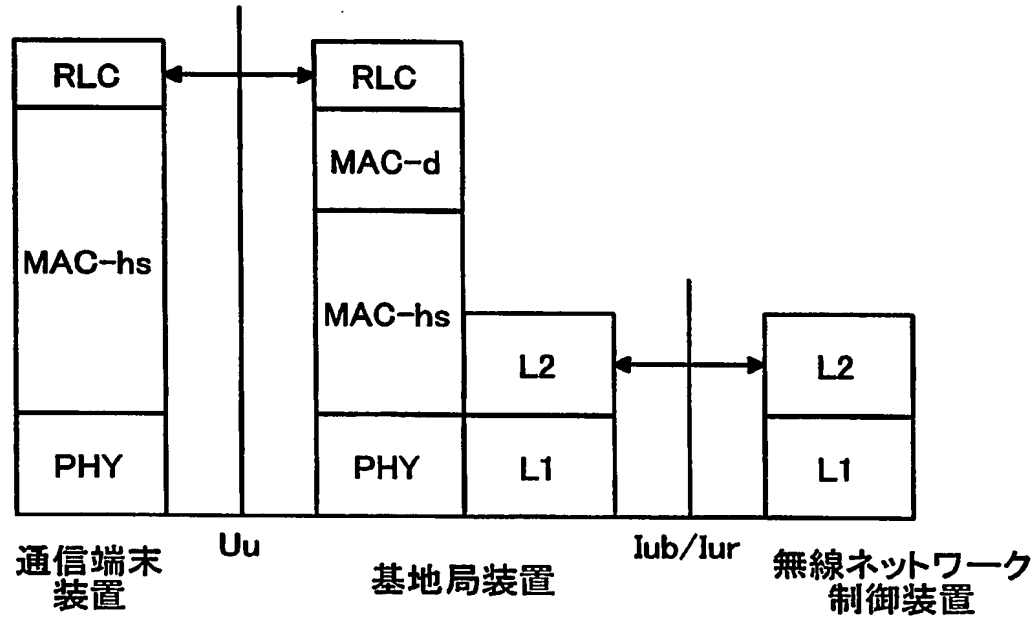 RLC
MAC-hs
PHY
通信端末
装置
Uu
RLC
MAC-d
MAC-hs
PHY
L2
L1
基地局装置
Iub/Iur
L2
L1
無線ネットワーク
制御装置